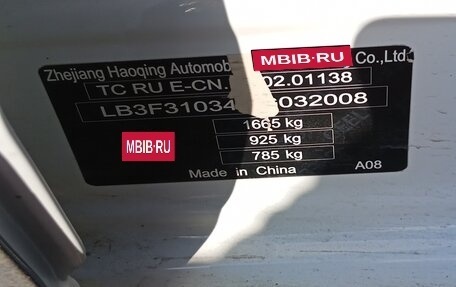 Zhejiang Haoqing Automob MBIB.RU Co.,Ltd
TC RU E-CN. 02.01138
LB3F31034 032008
1665 kg
925 kg
MBIB.RU
785 kg
A08
Made in China